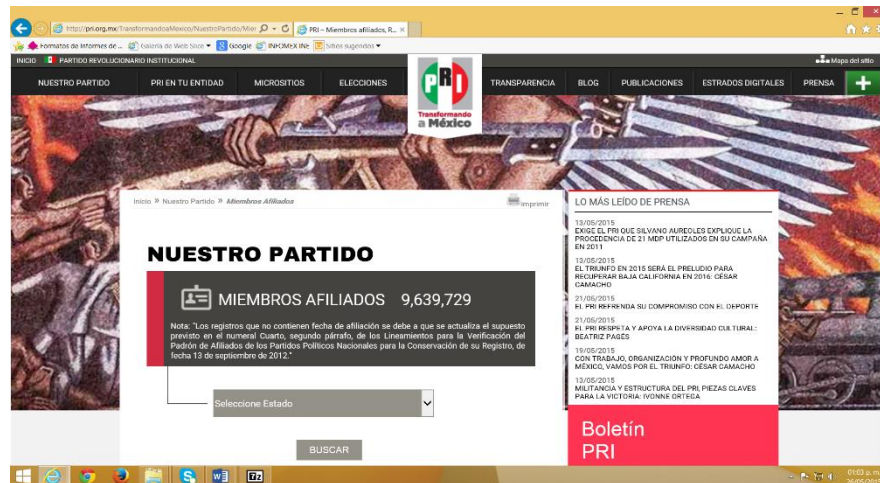 http://pri.org.mx/TransformandoaMexico/NuestroPartido/Mier
PRI – Miembros afiliados, R...
Formatos de Informes de ...
Galería de Web Slice
Google
INFOMEX INE
Sitios sugeridos
INICIO
PARTIDO REVOLUCIONARIO INSTITUCIONAL
Mapa del sitio
NUESTRO PARTIDO
PRI EN TU ENTIDAD
MICROSITIOS
ELECCIONES
PRI
Transformando
a México
TRANSPARENCIA
BLOG
PUBLICACIONES
ESTRADOS DIGITALES
PRENSA
Inicio » Nuestro Partido » Miembros Afiliados
imprimir
NUESTRO PARTIDO
MIEMBROS AFILIADOS 9,639,729
Nota: "Los registros que no contienen fecha de afiliación se debe a que se actualiza el supuesto
previsto en el numeral Cuarto, segundo párrafo, de los Lineamientos para la Verificación del
Padrón de Afiliados de los Partidos Políticos Nacionales para la Conservación de su Registro, de
fecha 13 de septiembre de 2012."
Seleccione Estado
BUSCAR
LO MÁS LEÍDO DE PRENSA
13/05/2015
EXIGE EL PRI QUE SILVANO AUREOLES EXPLIQUE LA
PROCEDENCIA DE 21 MDP UTILIZADOS EN SU CAMPAÑA
EN 2011
13/05/2015
EL TRIUNFO EN 2015 SERÁ EL PRELUDIO PARA
RECUPERAR BAJA CALIFORNIA EN 2016: CÉSAR
CAMACHO
21/05/2015
EL PRI REFRENDA SU COMPROMISO CON EL DEPORTE
21/05/2015
EL PRI RESPETA Y APOYA LA DIVERSIDAD CULTURAL:
BEATRIZ PAGÉS
19/05/2015
CON TRABAJO, ORGANIZACIÓN Y PROFUNDO AMOR A
MÉXICO, VAMOS POR EL TRIUNFO: CÉSAR CAMACHO
13/05/2015
MILITANCIA Y ESTRUCTURA DEL PRI, PIEZAS CLAVES
PARA LA VICTORIA: IVONNE ORTEGA
Boletín
PRI
01:03 p. m.
26/05/2015